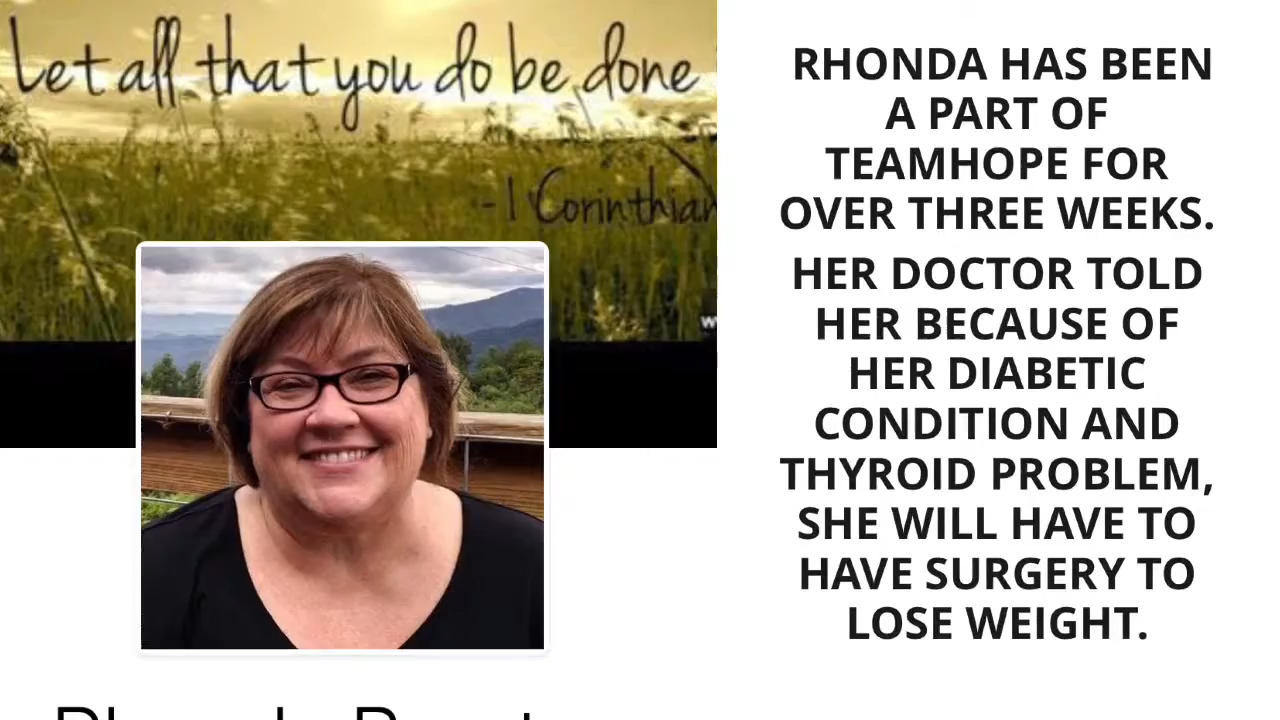 Let all that you do be done
- 1 Corinthian
RHONDA HAS BEEN
A PART OF
TEAMHOPE FOR
OVER THREE WEEKS.
HER DOCTOR TOLD
HER BECAUSE OF
HER DIABETIC
CONDITION AND
THYROID PROBLEM,
SHE WILL HAVE TO
HAVE SURGERY TO
LOSE WEIGHT.